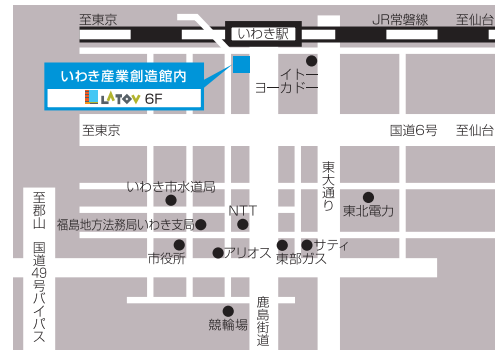 至東京
JR常磐線
至仙台
いわき駅
いわき産業創造館内
LATOV 6F
イトー
ヨーカドー
至東京
国道6号
至仙台
東大通り
いわき市水道局
東北電力
至郡山 国道49号バイパス
NTT
福島地方法務局いわき支局
サティ
市役所
アリオス
東部ガス
鹿島街道
競輪場